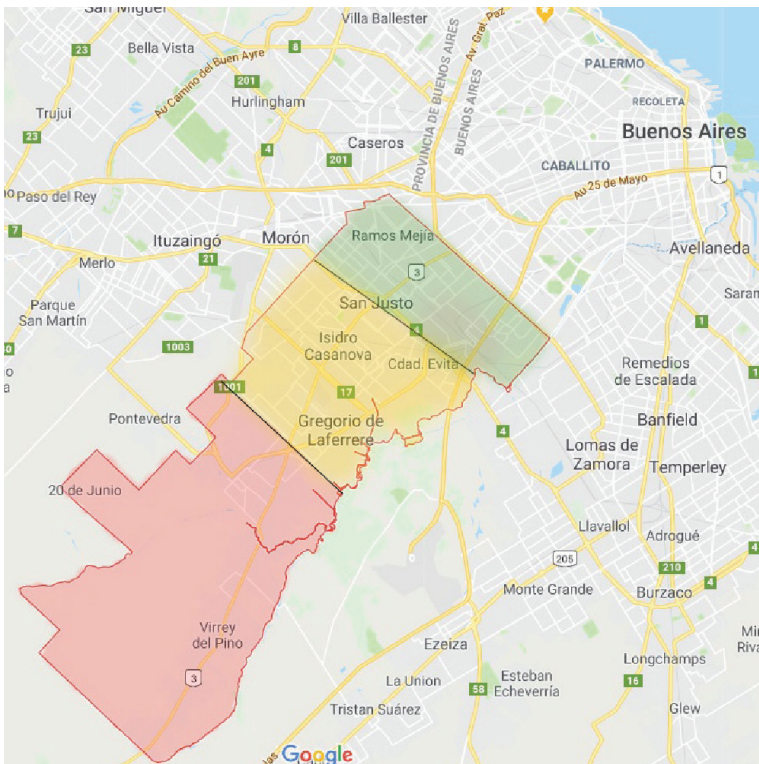 San Miguel
Villa Ballester
Av. Gral. Paz
23
Bella Vista
8
4
PALERMO
Au Camino del Buen Ayre
201
PROVINCIA DE BUENOS AIRES
BUENOS AIRES
RECOLETA
Hurlingham
Trujui
Buenos Aires
23
4
Caseros
201
CABALLITO
Au 25 de Mayo
1
Paso del Rey
7
Ituzaingó
Morón
Ramos Mejía
Avellaneda
Merlo
21
3
Parque
San Martín
San Justo
1
4
Isidro
Casanova
1003
Cdad. Evita
Remedios
de Escalada
1001
17
Pontevedra
Gregorio de
Laferrere
Banfield
4
Lomas de
Zamora
Temperley
20 de Junio
Llavallol
Adrogué
205
4
210
4
Monte Grande
Burzaco
Virrey
del Pino
Ezeiza
Longchamps
3
La Union
Esteban
Echeverría
16
58
Tristan Suárez
Glew
Google